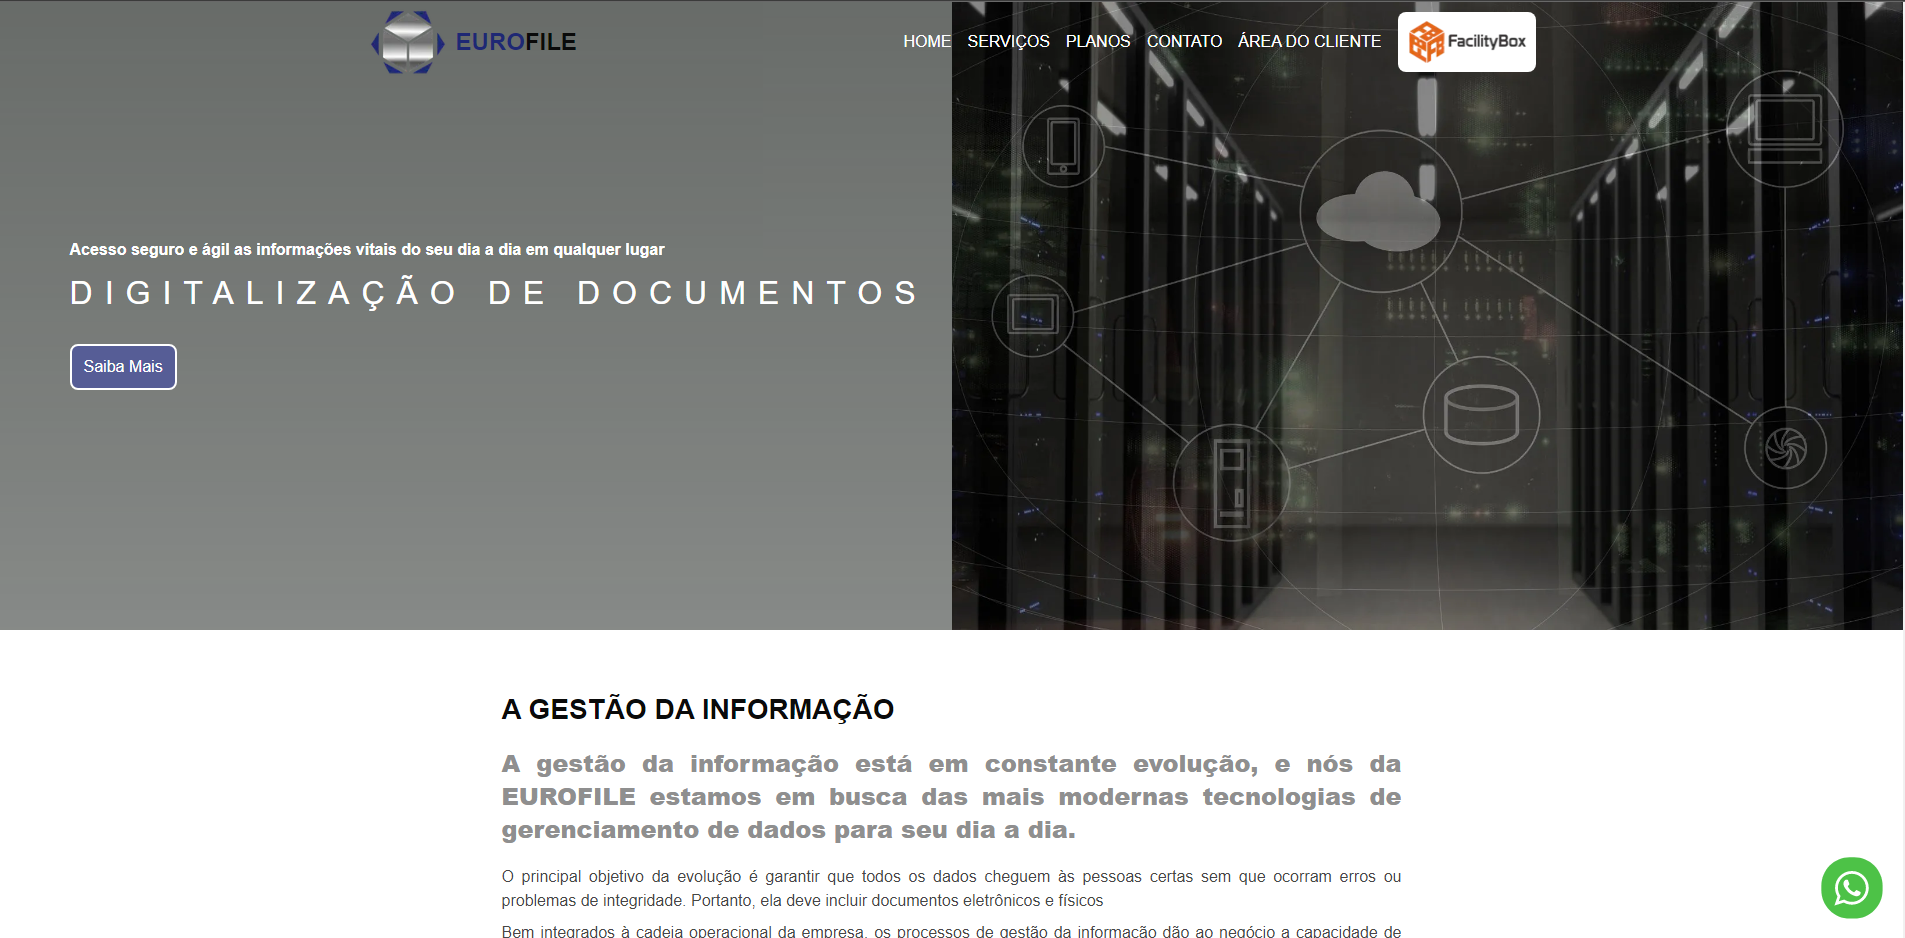 EUROFILE
HOME SERVIÇOS PLANOS CONTATO ÁREA DO CLIENTE FacilityBox
Acesso seguro e ágil as informações vitais do seu dia a dia em qualquer lugar
DIGITALIZAÇÃO DE DOCUMENTOS
Saiba Mais
A GESTÃO DA INFORMAÇÃO
A gestão da informação está em constante evolução, e nós da
EUROFILE estamos em busca das mais modernas tecnologias de
gerenciamento de dados para seu dia a dia.
O principal objetivo da evolução é garantir que todos os dados cheguem às pessoas certas sem que ocorram erros ou
problemas de integridade. Portanto, ela deve incluir documentos eletrônicos e físicos
Bem integrados à cadeia operacional da empresa, os processos de gestão da informação dão ao negócio a capacidade de